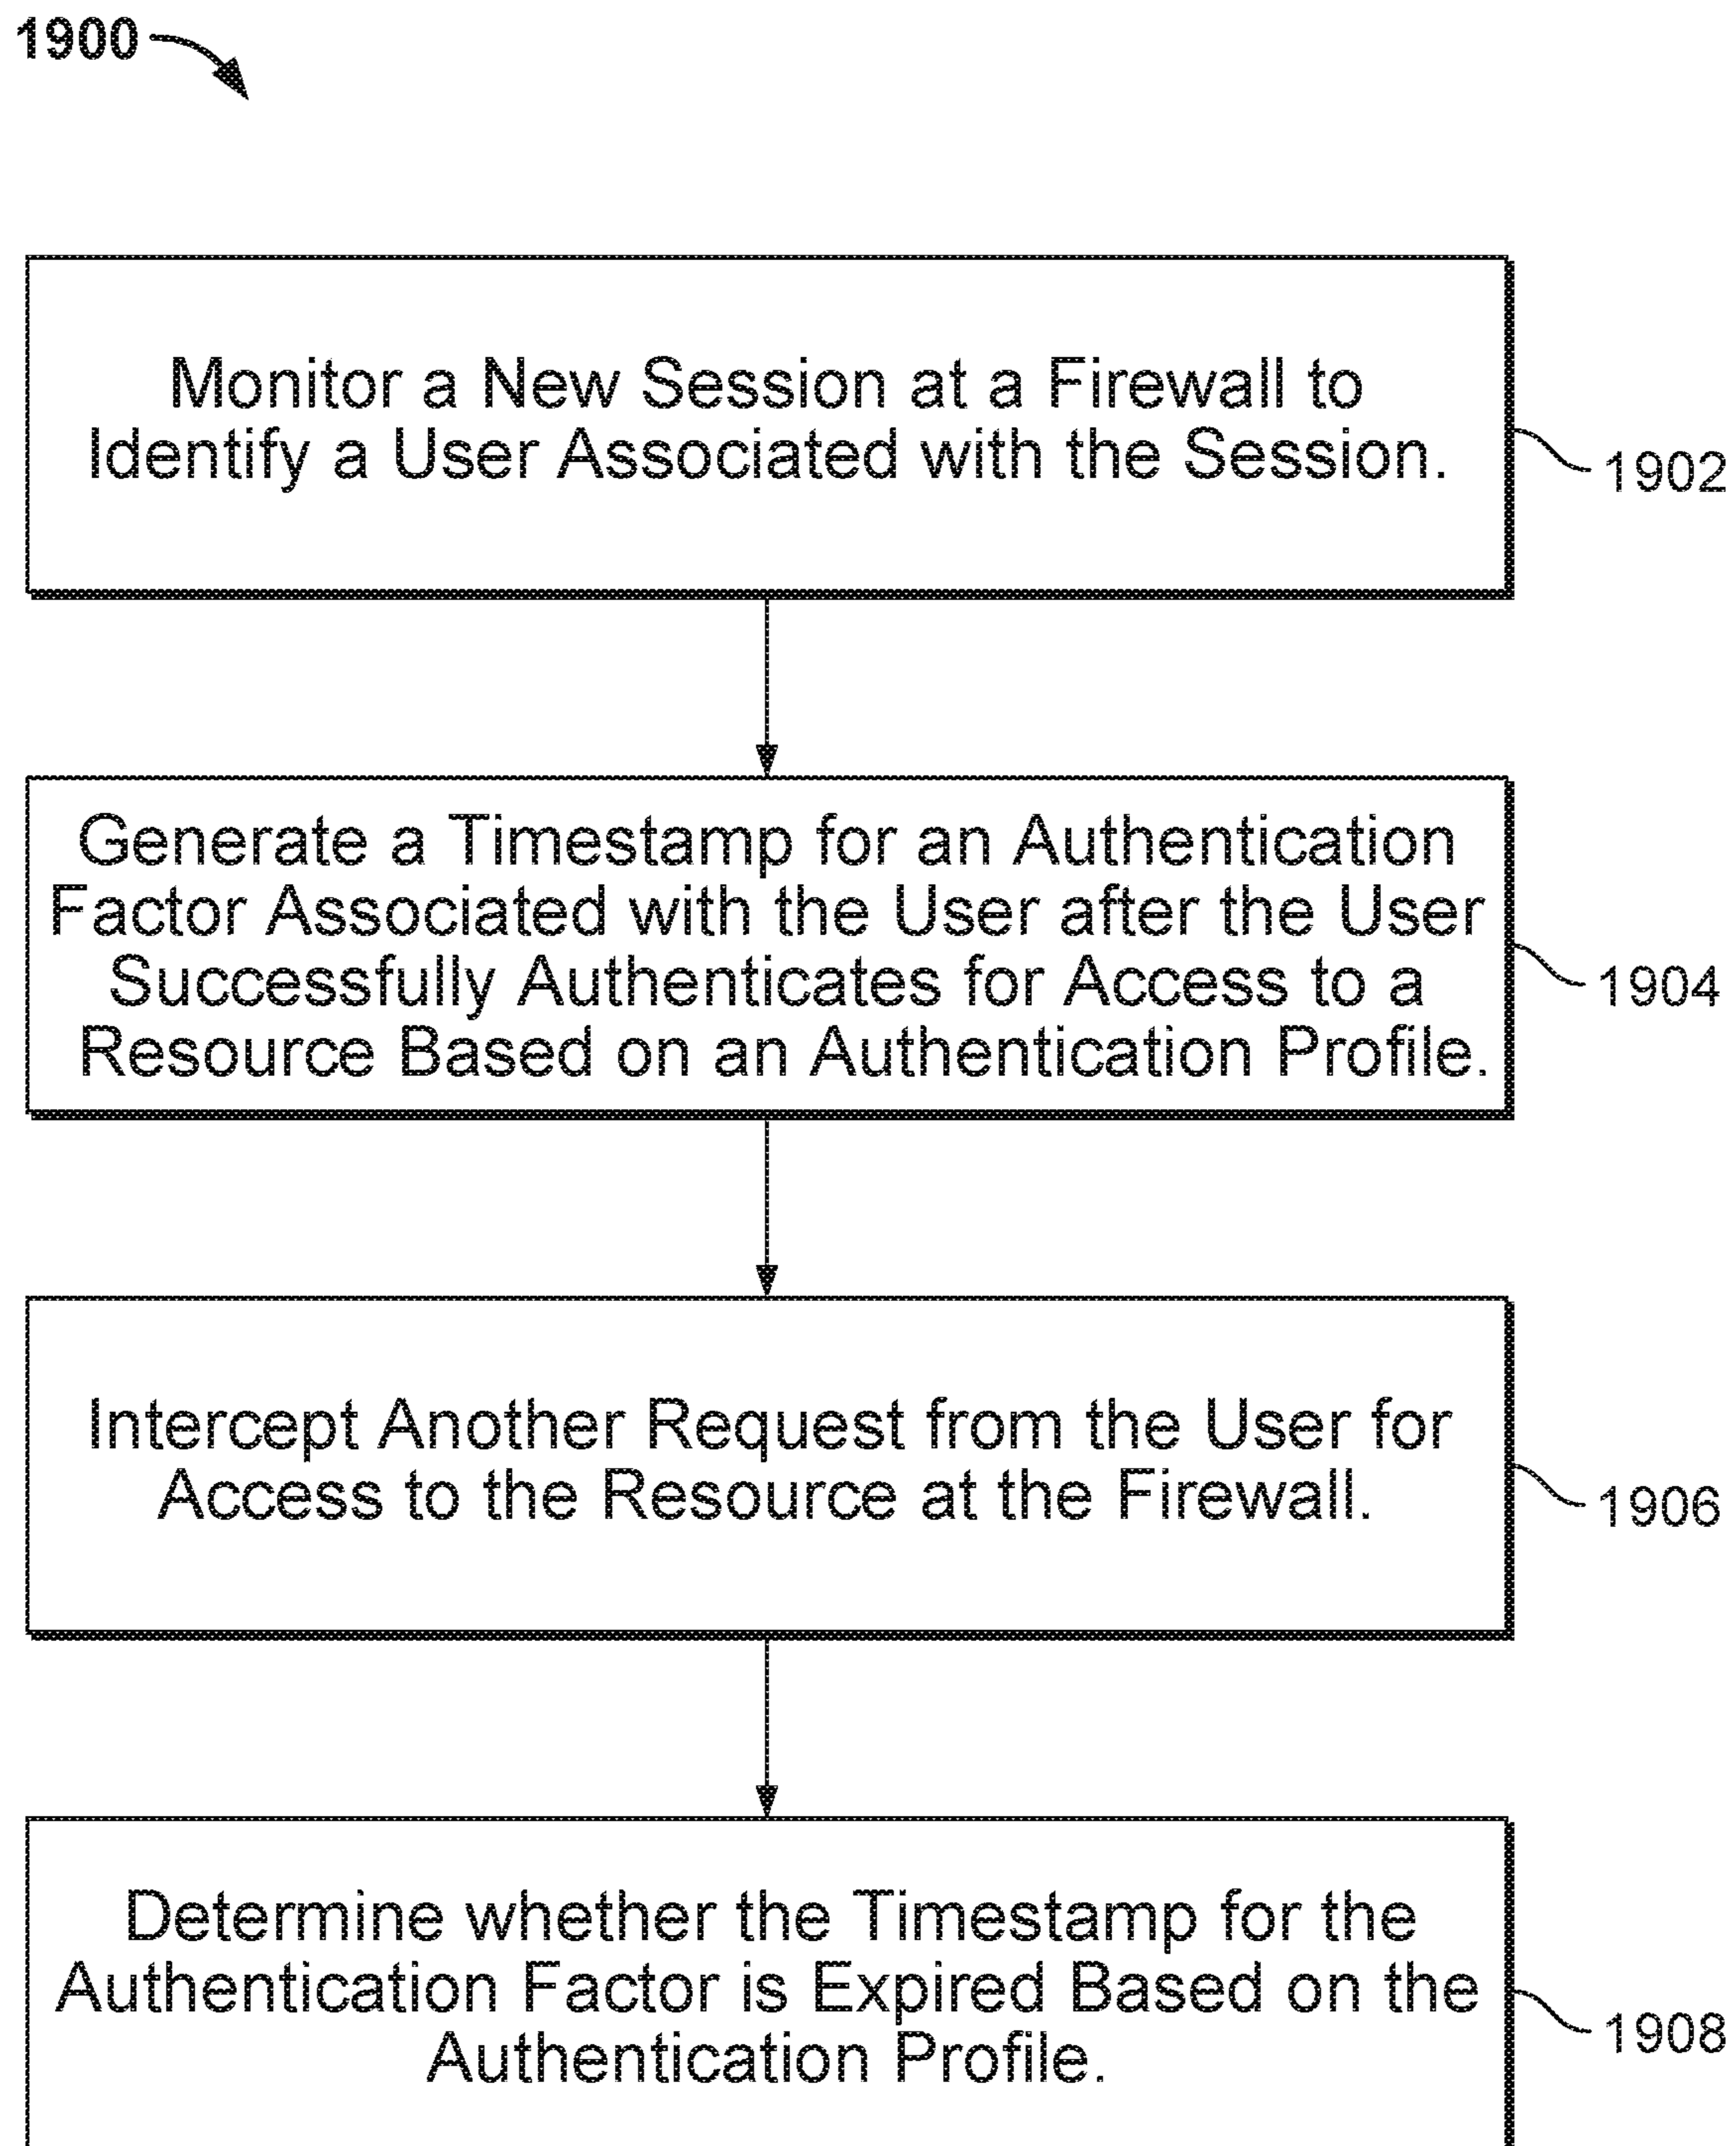 1900
Monitor a New Session at a Firewall to
Identify a User Associated with the Session.
1902
Generate a Timestamp for an Authentication
Factor Associated with the User after the User
Successfully Authenticates for Access to a
Resource Based on an Authentication Profile.
1904
Intercept Another Request from the User for
Access to the Resource at the Firewall.
1906
Determine whether the Timestamp for the
Authentication Factor is Expired Based on the
Authentication Profile.
1908